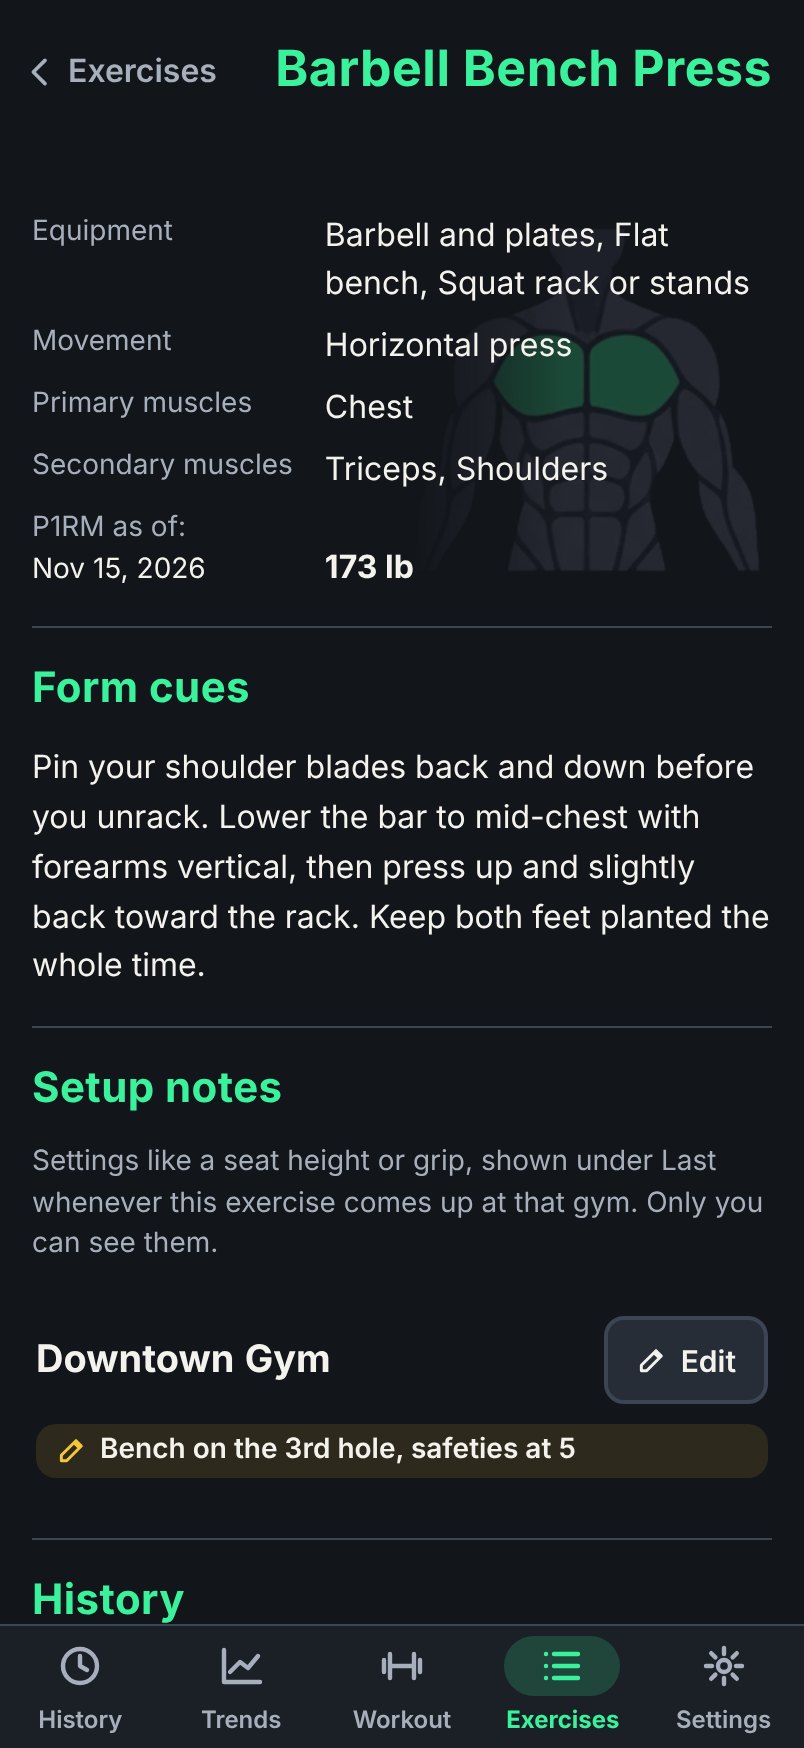 Exercises
Barbell Bench Press
Equipment
Barbell and plates, Flat
bench, Squat rack or stands
Movement
Horizontal press
Primary muscles
Chest
Secondary muscles
Triceps, Shoulders
P1RM as of:
Nov 15, 2026
173 lb
Form cues
Pin your shoulder blades back and down before
you unrack. Lower the bar to mid-chest with
forearms vertical, then press up and slightly
back toward the rack. Keep both feet planted the
whole time.
Setup notes
Settings like a seat height or grip, shown under Last
whenever this exercise comes up at that gym. Only you
can see them.
Downtown Gym
Edit
Bench on the 3rd hole, safeties at 5
History
History
Trends
Workout
Exercises
Settings